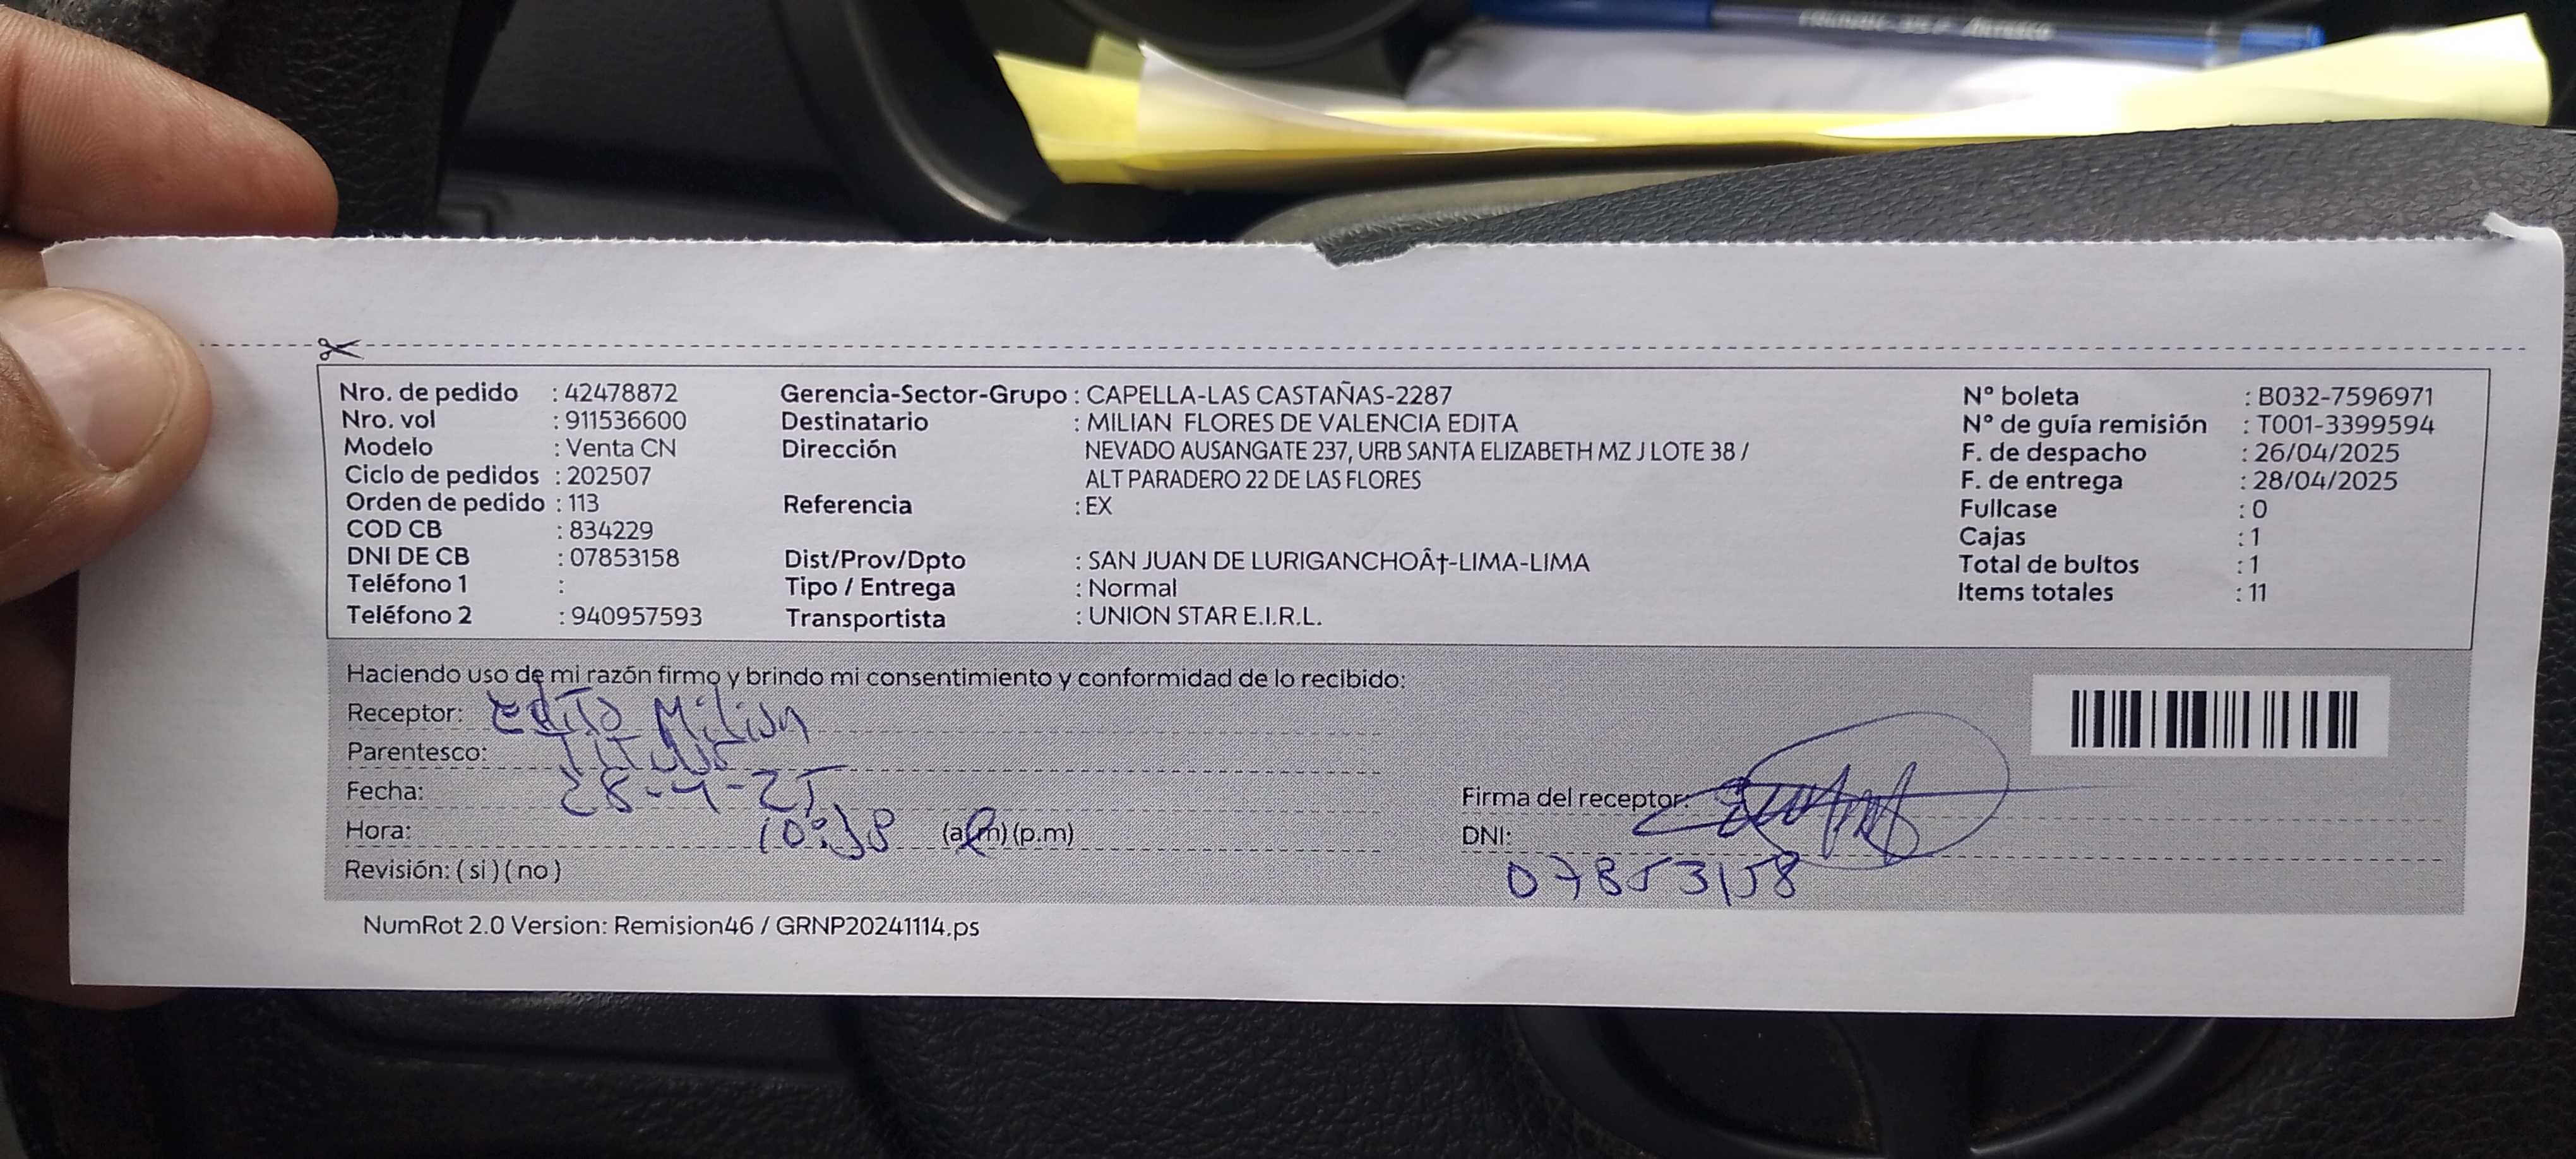 Nro. de pedido : 42478872
Nro. vol : 911536600
Modelo : Venta CN
Ciclo de pedidos : 202507
Orden de pedido : 113
COD CB : 834229
DNI DE CB : 07853158
Teléfono 1 :
Teléfono 2 : 940957593
Gerencia-Sector-Grupo : CAPELLA-LAS CASTAÑAS-2287
Destinatario : MILIAN FLORES DE VALENCIA EDITA
Dirección NEVADO AUSANGATE 237, URB SANTA ELIZABETH MZ J LOTE 38 /
ALT PARADERO 22 DE LAS FLORES
Referencia : EX
Dist/Prov/Dpto : SAN JUAN DE LURIGANCHOÂ†-LIMA-LIMA
Tipo / Entrega : Normal
Transportista : UNION STAR E.I.R.L.
Nº boleta : B032-7596971
Nº de guía remisión : T001-3399594
F. de despacho : 26/04/2025
F. de entrega : 28/04/2025
Fullcase : 0
Cajas : 1
Total de bultos : 1
Items totales : 11
Haciendo uso de mi razón firmo y brindo mi consentimiento y conformidad de lo recibido:
Receptor: Edita Milian
Parentesco: Titular
Fecha: 28-4-25
Hora: 10:38 (a.m) (p.m)
Revisión: ( si ) ( no )
Firma del receptor:
DNI:
07853158
NumRot 2.0 Version: Remision46 / GRNP20241114.ps